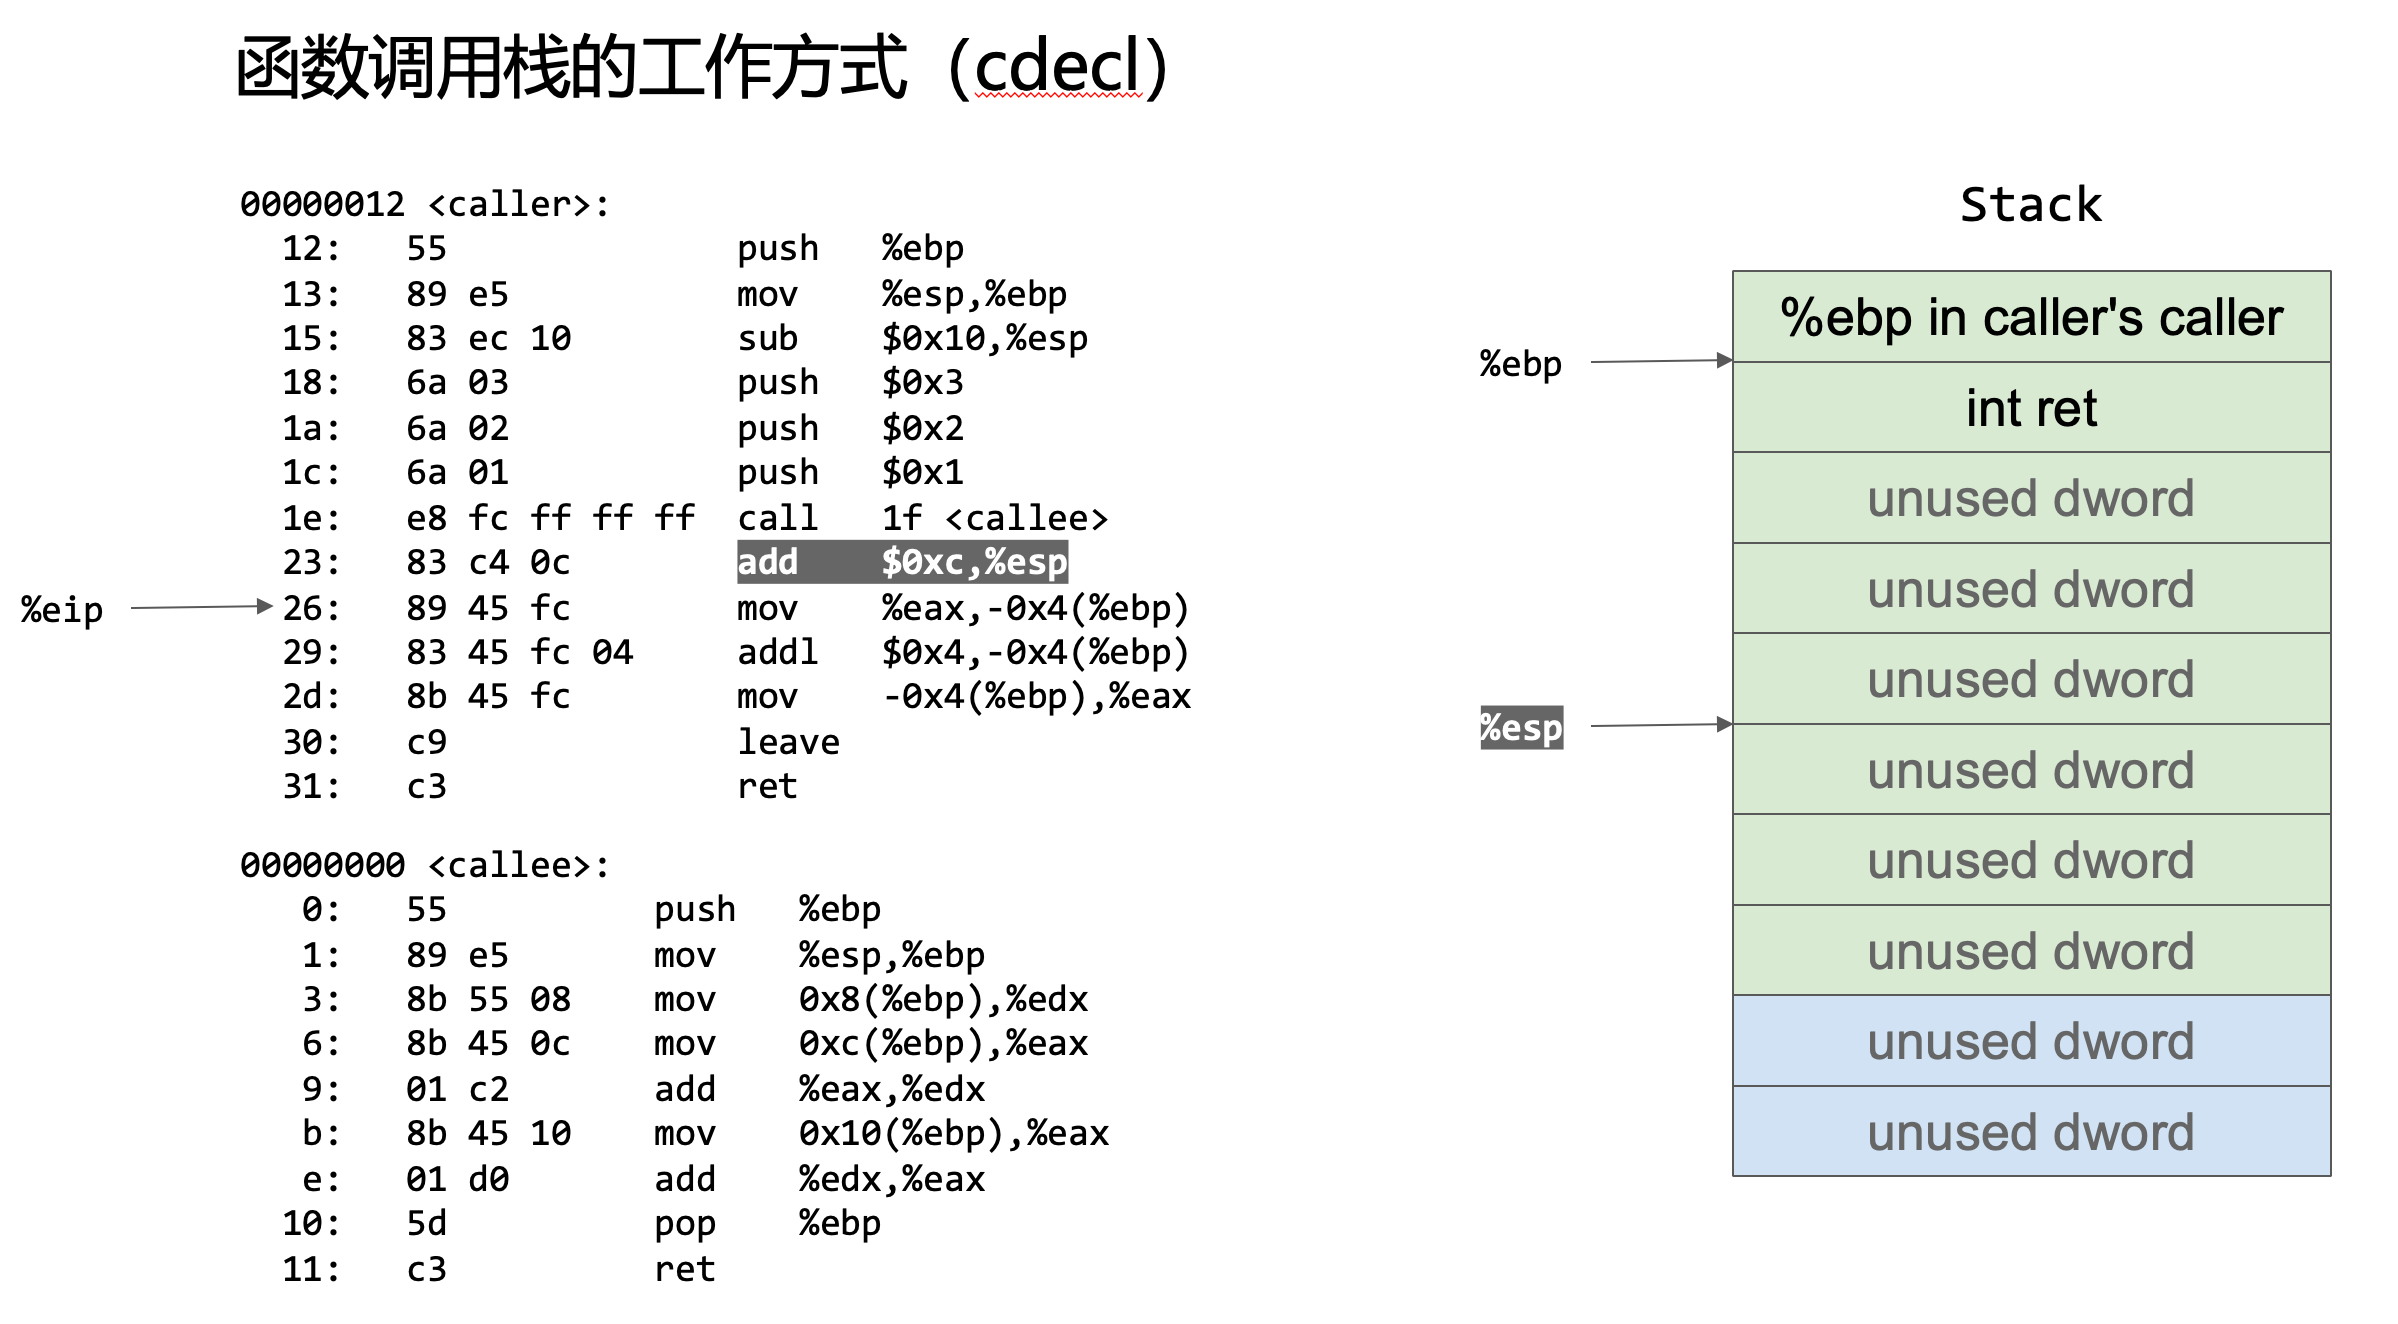 函数调用栈的工作方式（cdecl）
00000012 <caller>:
12: 55 push %ebp
13: 89 e5 mov %esp,%ebp
15: 83 ec 10 sub $0x10,%esp
18: 6a 03 push $0x3
1a: 6a 02 push $0x2
1c: 6a 01 push $0x1
1e: e8 fc ff ff ff call 1f <callee>
23: 83 c4 0c add $0xc,%esp
%eip
26: 89 45 fc mov %eax,-0x4(%ebp)
29: 83 45 fc 04 addl $0x4,-0x4(%ebp)
2d: 8b 45 fc mov -0x4(%ebp),%eax
30: c9 leave
31: c3 ret
00000000 <callee>:
0: 55 push %ebp
1: 89 e5 mov %esp,%ebp
3: 8b 55 08 mov 0x8(%ebp),%edx
6: 8b 45 0c mov 0xc(%ebp),%eax
9: 01 c2 add %eax,%edx
b: 8b 45 10 mov 0x10(%ebp),%eax
e: 01 d0 add %edx,%eax
10: 5d pop %ebp
11: c3 ret
Stack
%ebp in caller's caller
%ebp
int ret
unused dword
unused dword
unused dword
%esp
unused dword
unused dword
unused dword
unused dword
unused dword